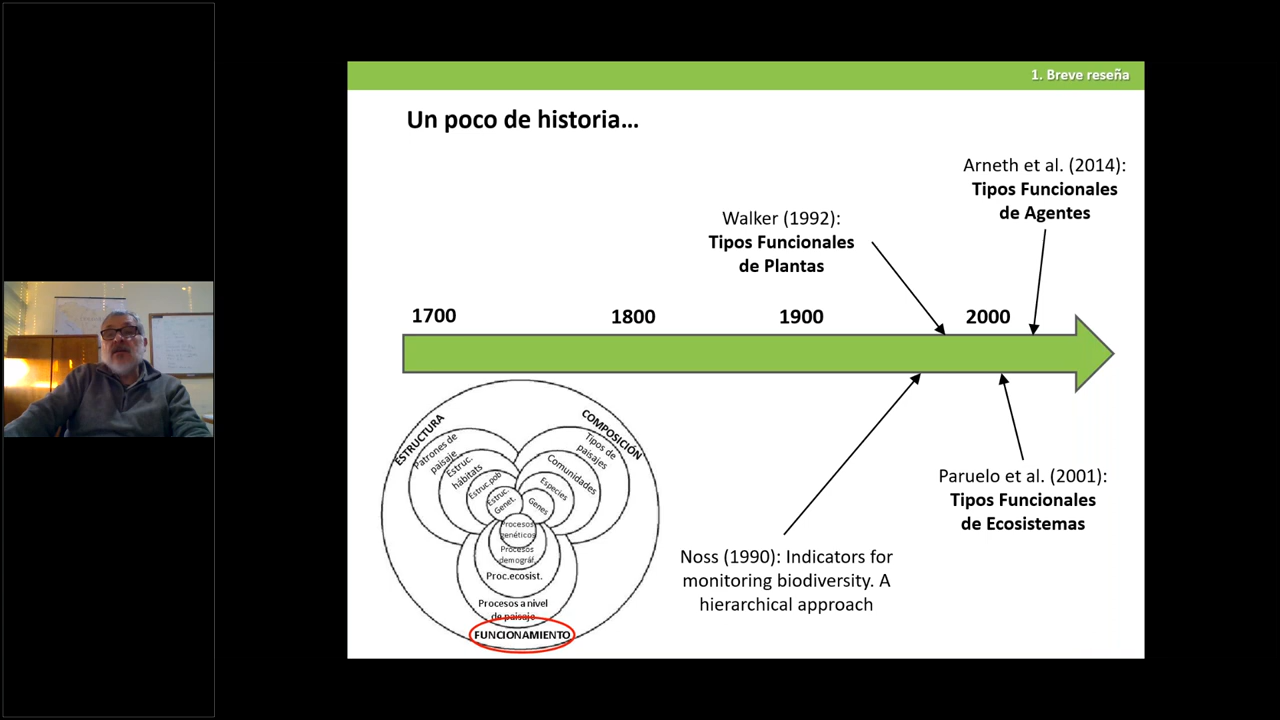 1. Breve reseña
Un poco de historia...
Arneth et al. (2014):
Tipos Funcionales
de Agentes
Walker (1992):
Tipos Funcionales
de Plantas
1700 1800 1900 2000
ESTRUCTURA
Patrones de
paisaje
Estruc.
hábitats
Estruc.pob
Estruc.
Genet.
COMPOSICIÓN
Tipos de
paisajes
Comunidades
Especies
Genes
Procesos
genéticos
Procesos
demográf.
Proc.ecosist.
Procesos a nivel
de paisaje
FUNCIONAMIENTO
Noss (1990): Indicators for
monitoring biodiversity. A
hierarchical approach
Paruelo et al. (2001):
Tipos Funcionales
de Ecosistemas